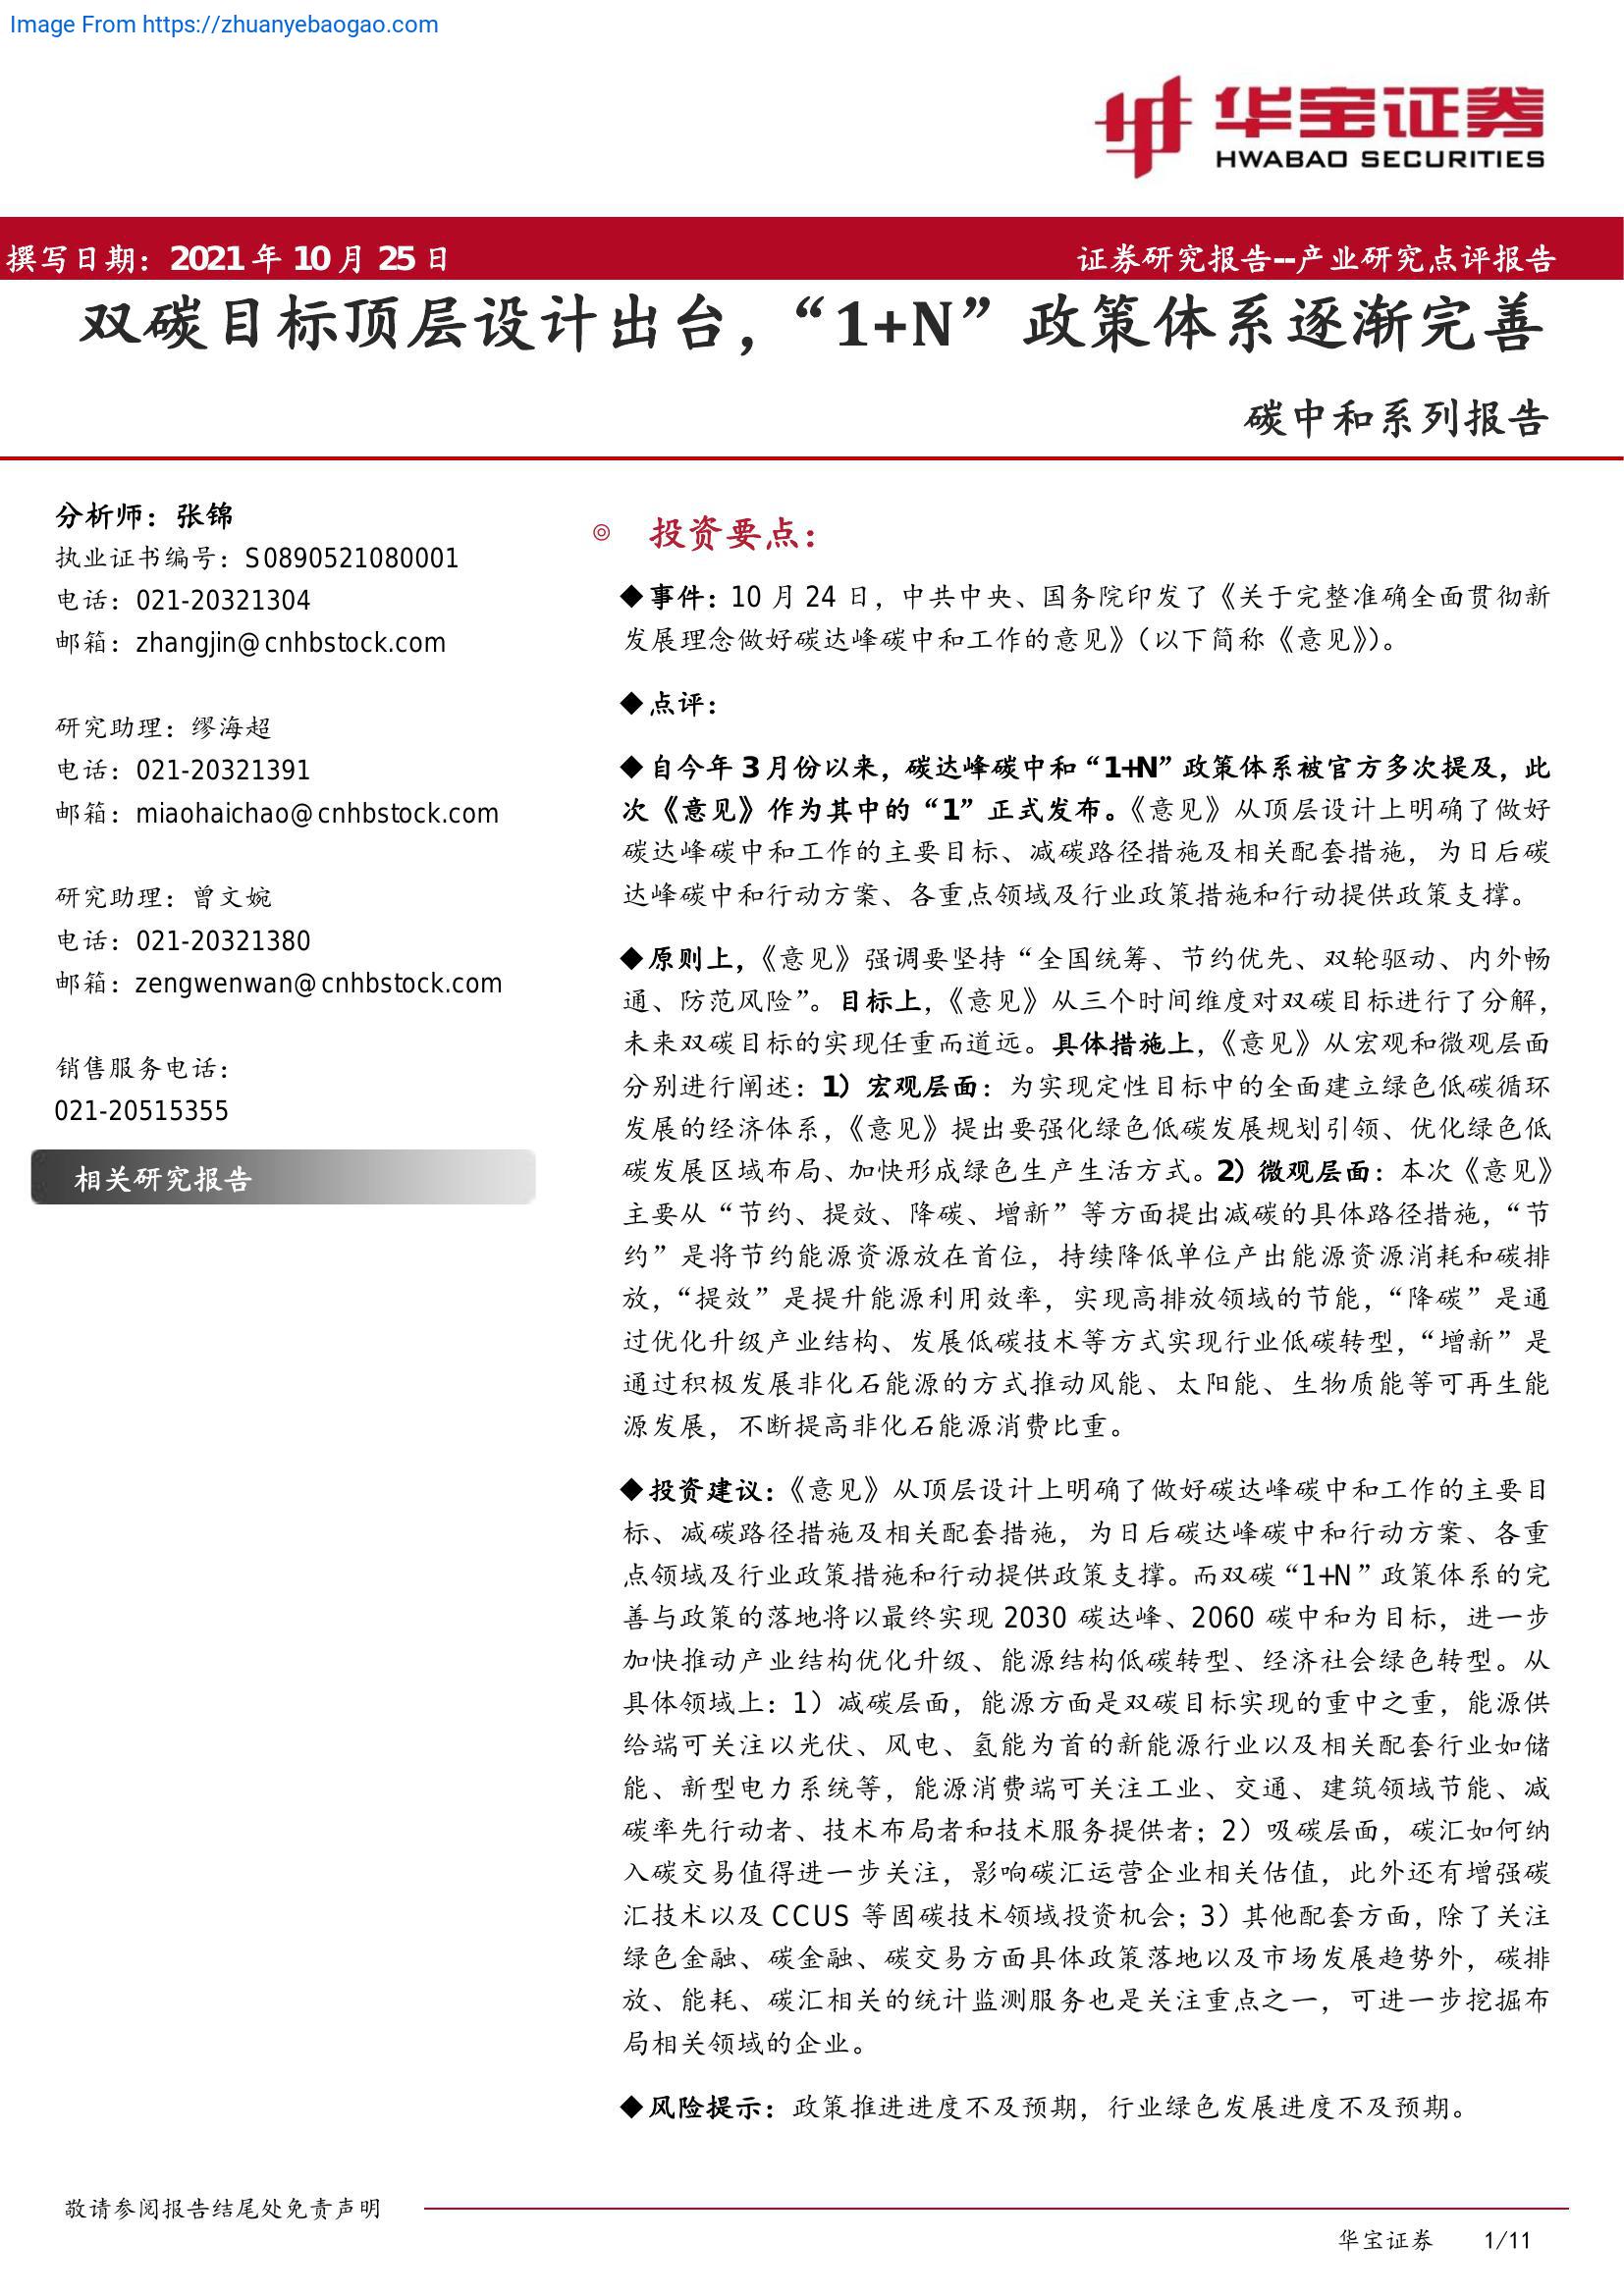 Image From https://zhuanyebaogao.com
华宝证券
HWABAO SECURITIES
撰写日期：2021 年 10 月 25 日
证券研究报告--产业研究点评报告
双碳目标顶层设计出台，“1+N”政策体系逐渐完善
碳中和系列报告
分析师：张锦
执业证书编号：S0890521080001
电话：021-20321304
邮箱：zhangjin@cnhbstock.com
研究助理：缪海超
电话：021-20321391
邮箱：miaohaichao@cnhbstock.com
研究助理：曾文婉
电话：021-20321380
邮箱：zengwenwan@cnhbstock.com
销售服务电话：
021-20515355
相关研究报告
◎ 投资要点：
◆事件：10 月 24 日，中共中央、国务院印发了《关于完整准确全面贯彻新
发展理念做好碳达峰碳中和工作的意见》（以下简称《意见》）。
◆点评：
◆自今年 3 月份以来，碳达峰碳中和“1+N”政策体系被官方多次提及，此
次《意见》作为其中的“1”正式发布。《意见》从顶层设计上明确了做好
碳达峰碳中和工作的主要目标、减碳路径措施及相关配套措施，为日后碳
达峰碳中和行动方案、各重点领域及行业政策措施和行动提供政策支撑。
◆原则上，《意见》强调要坚持“全国统筹、节约优先、双轮驱动、内外畅
通、防范风险”。目标上，《意见》从三个时间维度对双碳目标进行了分解，
未来双碳目标的实现任重而道远。具体措施上，《意见》从宏观和微观层面
分别进行阐述：1）宏观层面：为实现定性目标中的全面建立绿色低碳循环
发展的经济体系，《意见》提出要强化绿色低碳发展规划引领、优化绿色低
碳发展区域布局、加快形成绿色生产生活方式。2）微观层面：本次《意见》
主要从“节约、提效、降碳、增新”等方面提出减碳的具体路径措施，“节
约”是将节约能源资源放在首位，持续降低单位产出能源资源消耗和碳排
放，“提效”是提升能源利用效率，实现高排放领域的节能，“降碳”是通
过优化升级产业结构、发展低碳技术等方式实现行业低碳转型，“增新”是
通过积极发展非化石能源的方式推动风能、太阳能、生物质能等可再生能
源发展，不断提高非化石能源消费比重。
◆投资建议：《意见》从顶层设计上明确了做好碳达峰碳中和工作的主要目
标、减碳路径措施及相关配套措施，为日后碳达峰碳中和行动方案、各重
点领域及行业政策措施和行动提供政策支撑。而双碳“1+N”政策体系的完
善与政策的落地将以最终实现 2030 碳达峰、2060 碳中和为目标，进一步
加快推动产业结构优化升级、能源结构低碳转型、经济社会绿色转型。从
具体领域上：1）减碳层面，能源方面是双碳目标实现的重中之重，能源供
给端可关注以光伏、风电、氢能为首的新能源行业以及相关配套行业如储
能、新型电力系统等，能源消费端可关注工业、交通、建筑领域节能、减
碳率先行动者、技术布局者和技术服务提供者；2）吸碳层面，碳汇如何纳
入碳交易值得进一步关注，影响碳汇运营企业相关估值，此外还有增强碳
汇技术以及 CCUS 等固碳技术领域投资机会；3）其他配套方面，除了关注
绿色金融、碳金融、碳交易方面具体政策落地以及市场发展趋势外，碳排
放、能耗、碳汇相关的统计监测服务也是关注重点之一，可进一步挖掘布
局相关领域的企业。
◆风险提示：政策推进进度不及预期，行业绿色发展进度不及预期。
敬请参阅报告结尾处免责声明
华宝证券 1/11